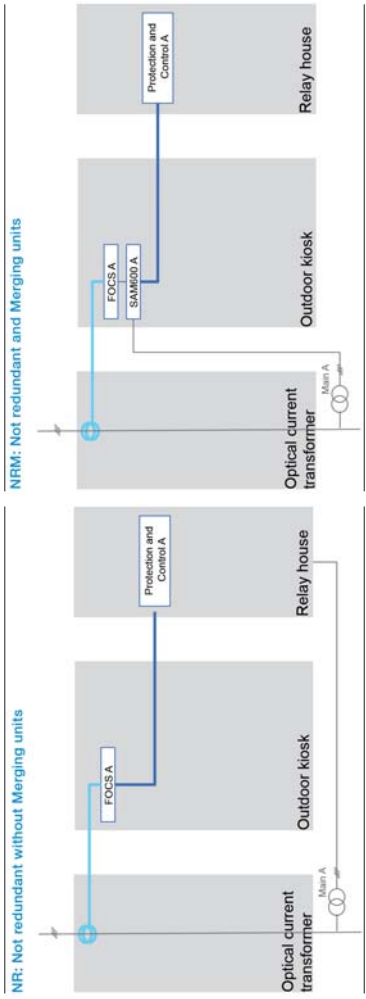 NR: Not redundant without Merging units
Optical current
transformer
Outdoor kiosk
Relay house
FOCS A
Protection and
Control A
Main A
NRM: Not redundant and Merging units
Optical current
transformer
Outdoor kiosk
Relay house
FOCS A
SAM600 A
Protection and
Control A
Main A